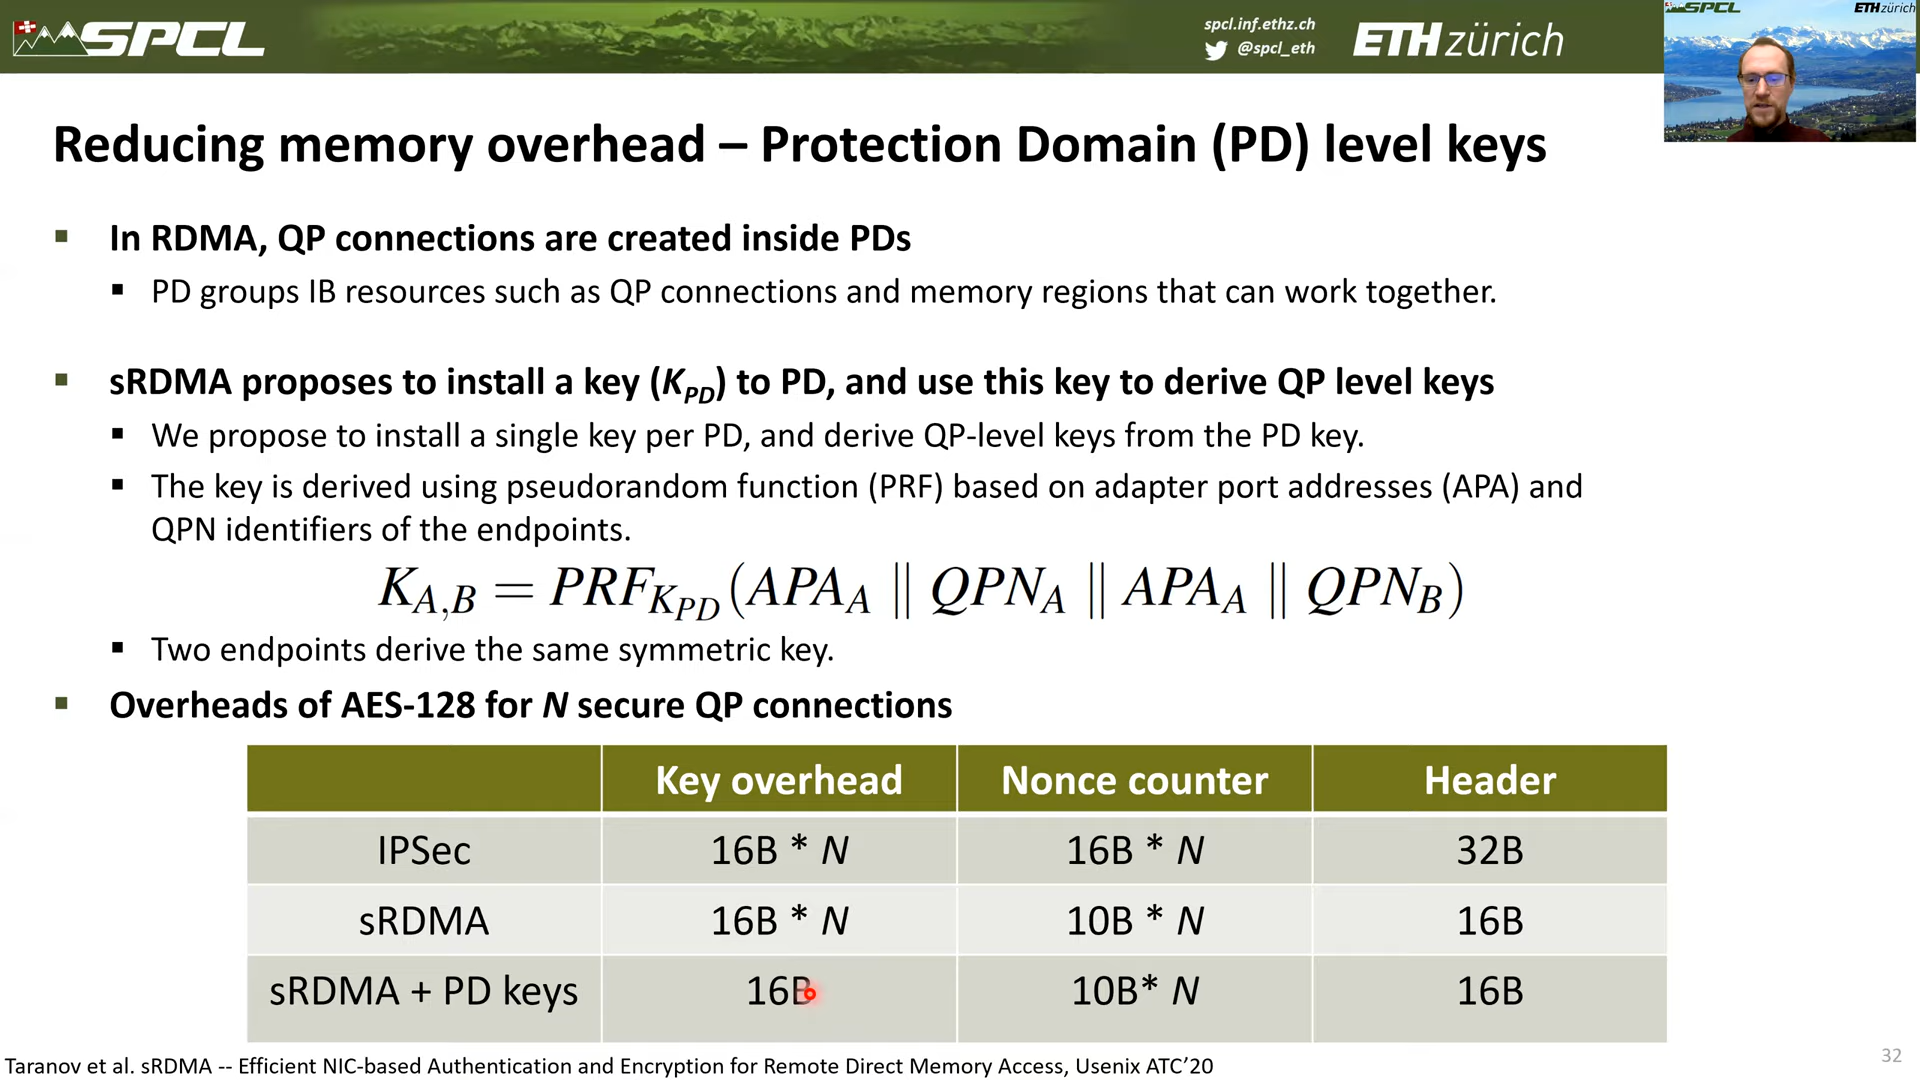 SPCL
spcl.inf.ethz.ch
@spcl_eth
ETH zürich
SPCL ETH zürich
Reducing memory overhead – Protection Domain (PD) level keys
In RDMA, QP connections are created inside PDs
PD groups IB resources such as QP connections and memory regions that can work together.
sRDMA proposes to install a key (K_PD) to PD, and use this key to derive QP level keys
We propose to install a single key per PD, and derive QP-level keys from the PD key.
The key is derived using pseudorandom function (PRF) based on adapter port addresses (APA) and
QPN identifiers of the endpoints.
K_A,B = PRF_K_PD (APA_A || QPN_A || APA_A || QPN_B)
Two endpoints derive the same symmetric key.
Overheads of AES-128 for N secure QP connections
Key overhead Nonce counter Header
IPSec 16B * N 16B * N 32B
sRDMA 16B * N 10B * N 16B
sRDMA + PD keys 16B 10B* N 16B
Taranov et al. sRDMA -- Efficient NIC-based Authentication and Encryption for Remote Direct Memory Access, Usenix ATC’20
32